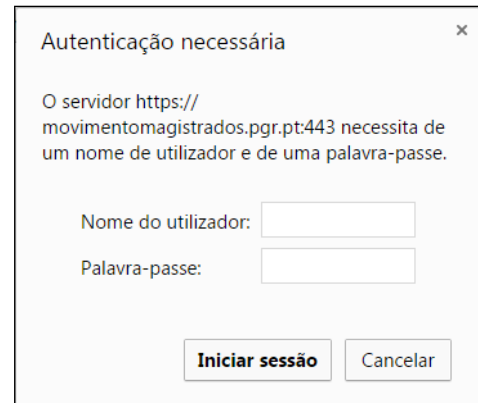 Autenticação necessária
O servidor https://
movimentomagistrados.pgr.pt:443 necessita de
um nome de utilizador e de uma palavra-passe.
Nome do utilizador:
Palavra-passe:
Iniciar sessão Cancelar